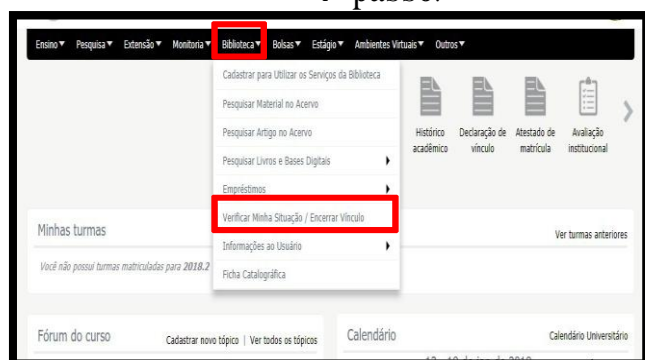 passo:
Ensino Pesquisa Extensão Monitoria Biblioteca Bolsas Estágio Ambientes Virtuais Outros
Cadastrar para Utilizar os Serviços da Biblioteca
Pesquisar Material no Acervo
Pesquisar Artigo no Acervo
Pesquisar Livros e Bases Digitais
Empréstimos
Verificar Minha Situação / Encerrar Vínculo
Informações ao Usuário
Ficha Catalográfica
Histórico acadêmico
Declaração de vínculo
Atestado de matrícula
Avaliação institucional
Minhas turmas
Ver turmas anteriores
Você não possui turmas matriculadas para 2018.2
Fórum do curso
Cadastrar novo tópico | Ver todos os tópicos
Calendário
Calendário Universitário